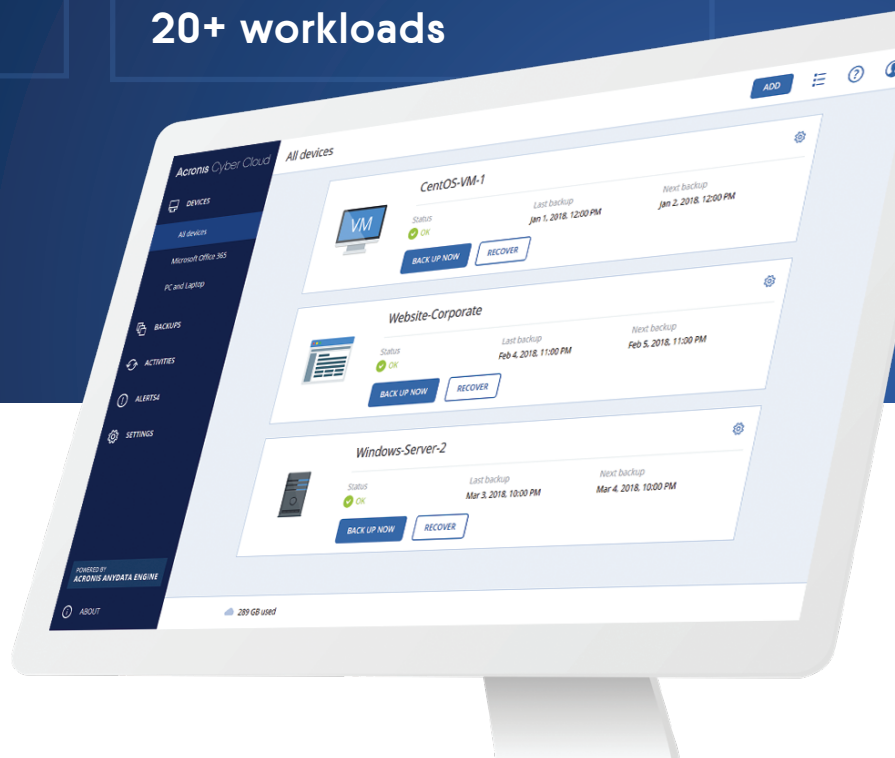 20+ workloads
ADD
Acronis Cyber Cloud
All devices
DEVICES
All devices
Microsoft Office 365
PC and Laptop
BACKUPS
ACTIVITIES
ALERTS4
SETTINGS
POWERED BY
ACRONIS ANYDATA ENGINE
ABOUT
CentOS-VM-1
VM
Status
OK
Last backup
Jan 1, 2018. 12:00 PM
Next backup
Jan 2, 2018. 12:00 PM
BACK UP NOW
RECOVER
Website-Corporate
Status
OK
Last backup
Feb 4, 2018, 11:00 PM
Next backup
Feb 5, 2018, 11:00 PM
BACK UP NOW
RECOVER
Windows-Server-2
Status
OK
Last backup
Mar 3, 2018, 10:00 PM
Next backup
Mar 4, 2018, 10:00 PM
BACK UP NOW
RECOVER
289 GB used